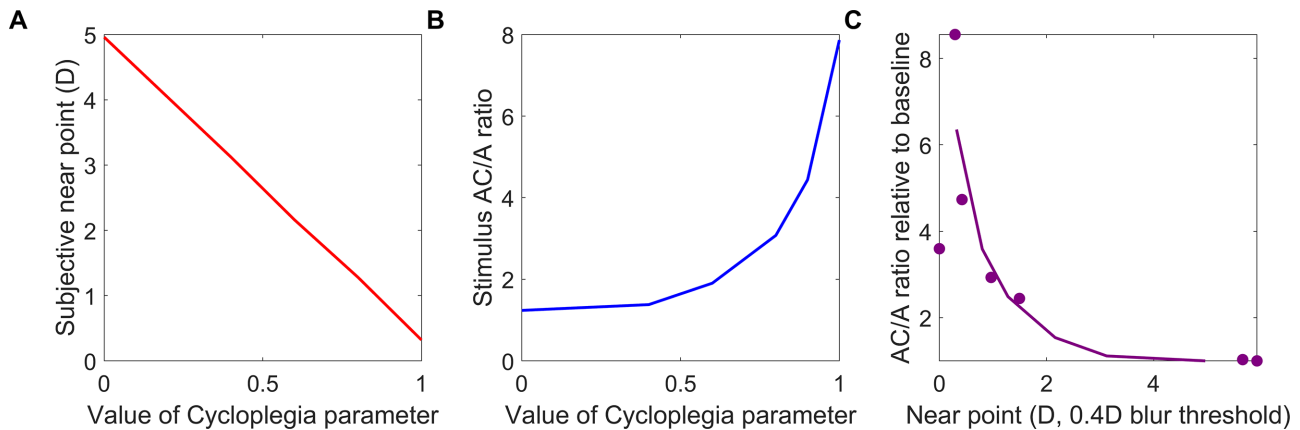 A
Subjective near point (D)
5
4
3
2
1
0
0
0.5
1
Value of Cycloplegia parameter
B
Stimulus AC/A ratio
8
6
4
2
0
0
0.5
1
Value of Cycloplegia parameter
C
AC/A ratio relative to baseline
8
6
4
2
0
2
4
Near point (D, 0.4D blur threshold)